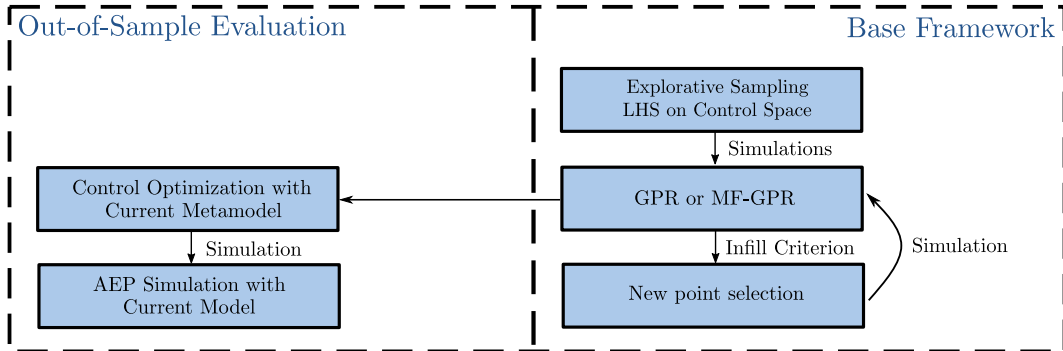 Out-of-Sample Evaluation
Base Framework
Explorative Sampling
LHS on Control Space
Simulations
Control Optimization with
Current Metamodel
GPR or MF-GPR
Simulation
Infill Criterion
Simulation
AEP Simulation with
Current Model
New point selection